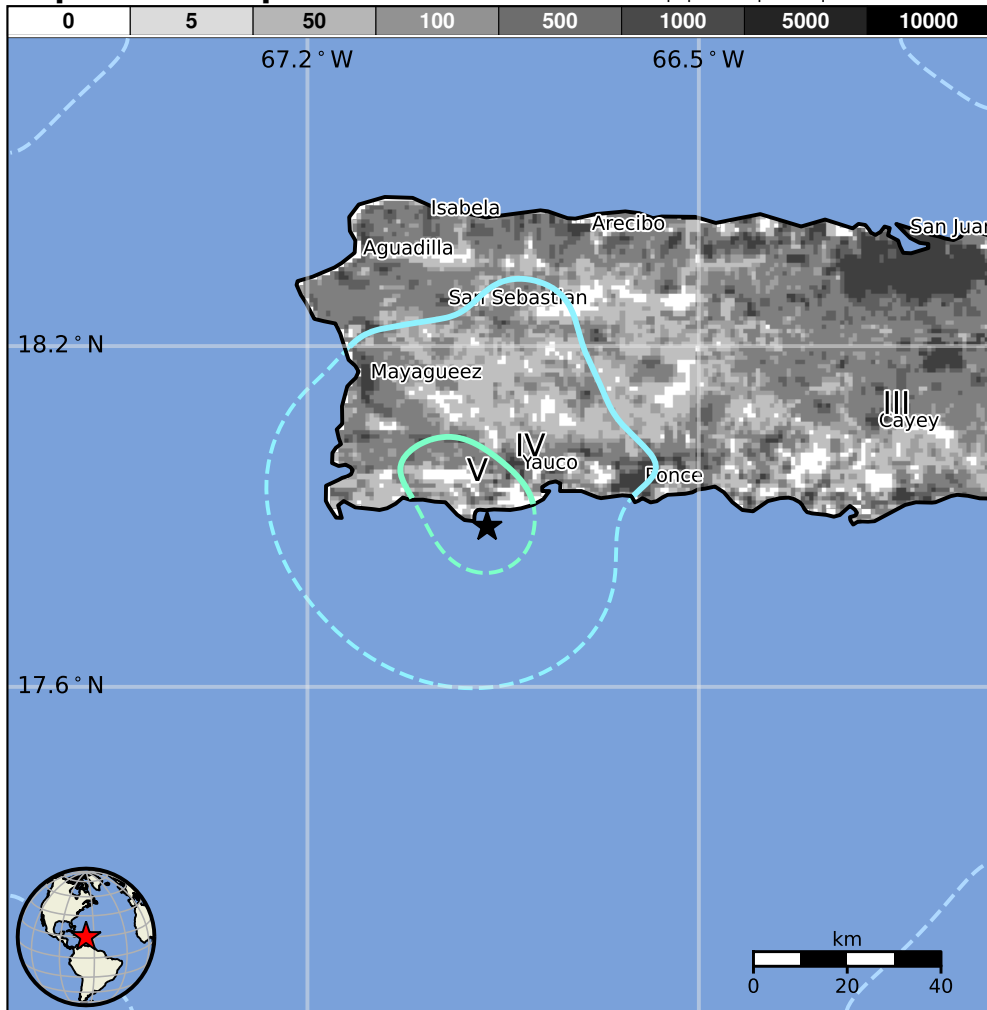 0 5 50 100 500 1000 5000 10000
67.2°W 66.5°W
Isabela
Arecibo
San Juan
Aguadilla
San Sebastian
18.2°N
Mayagueez
III
Cayey
IV
V
Yauco
Ponce
17.6°N
km
0 20 40